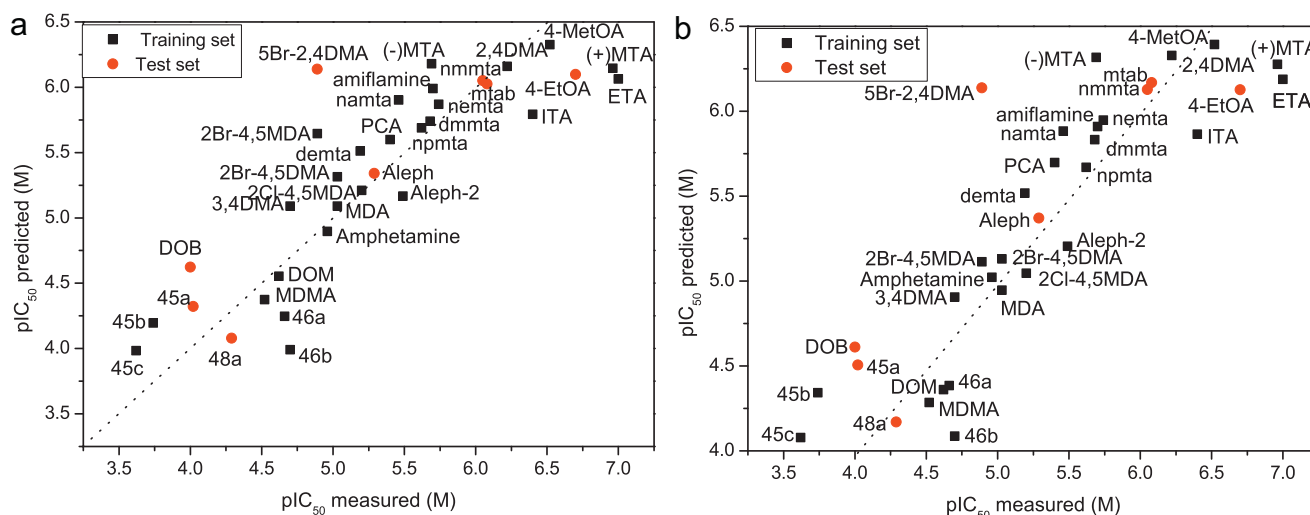 a
Training set
Test set
5Br-2,4DMA
(-)MTA
2,4DMA
4-MetOA
(+)MTA
nmmta
amiflamine
mtab
4-EtOA
ETA
namta
nemta
ITA
2Br-4,5MDA
PCA
dmmta
demta
npmta
2Br-4,5DMA
Aleph
2Cl-4,5MDA
Aleph-2
3,4DMA
MDA
Amphetamine
DOB
DOM
45a
MDMA
45b
46a
48a
45c
46b
6.5
6.0
5.5
5.0
4.5
4.0
3.5
3.5 4.0 4.5 5.0 5.5 6.0 6.5 7.0
pIC50 predicted (M)
pIC50 measured (M)
b
Training set
Test set
4-MetOA
(+)MTA
(-)MTA
2,4DMA
mtab
5Br-2,4DMA
nmmta
4-EtOA
ETA
amiflamine
nemta
namta
ITA
dmmta
PCA
npmta
demta
Aleph
Aleph-2
2Br-4,5MDA
2Br-4,5DMA
Amphetamine
2Cl-4,5MDA
3,4DMA
MDA
DOB
45a
45b
DOM
46a
MDMA
48a
45c
46b
6.5
6.0
5.5
5.0
4.5
4.0
3.5 4.0 4.5 5.0 5.5 6.0 6.5 7.0
pIC50 predicted (M)
pIC50 measured (M)